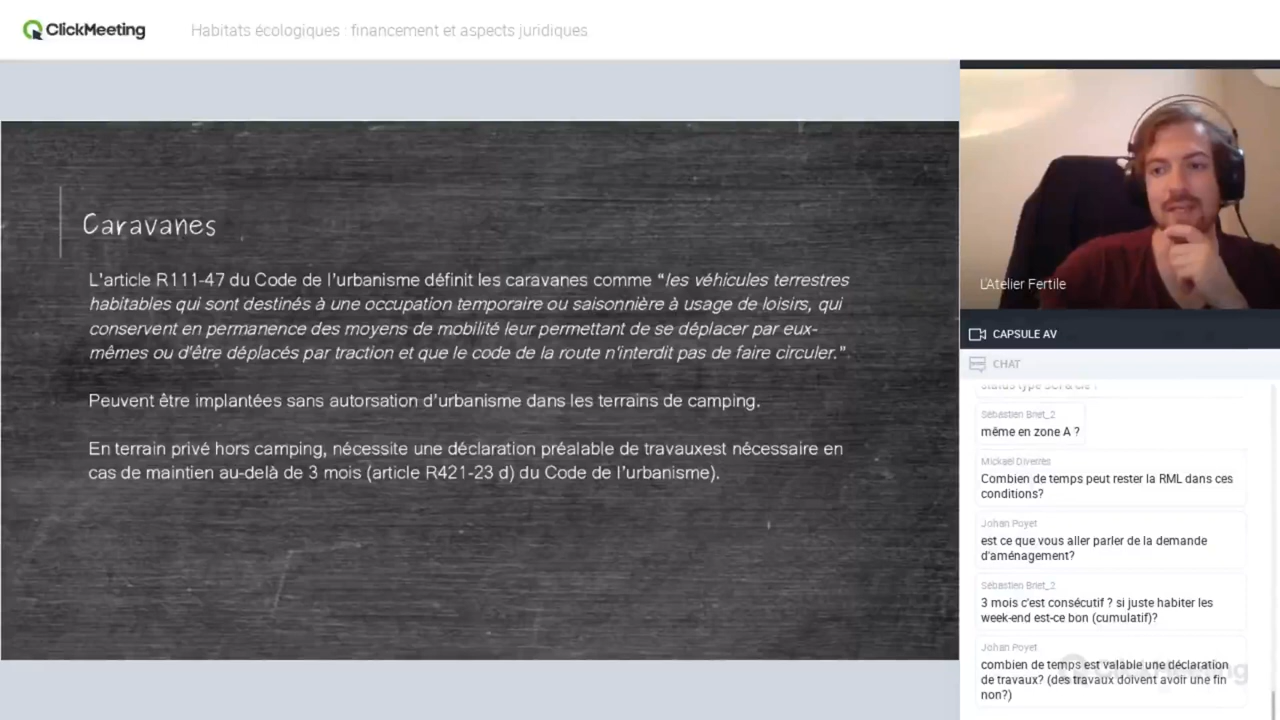 ClickMeeting
Habitats écologiques : financement et aspects juridiques
Caravanes
L'article R111-47 du Code de l'urbanisme définit les caravanes comme “les véhicules terrestres
habitables qui sont destinés à une occupation temporaire ou saisonnière à usage de loisirs, qui
conservent en permanence des moyens de mobilité leur permettant de se déplacer par eux-
mêmes ou d'être déplacés par traction et que le code de la route n'interdit pas de faire circuler.”
Peuvent être implantées sans autorsation d'urbanisme dans les terrains de camping.
En terrain privé hors camping, nécessite une déclaration préalable de travauxest nécessaire en
cas de maintien au-delà de 3 mois (article R421-23 d) du Code de l'urbanisme).
L'Atelier Fertile
CAPSULE AV
CHAT
Sébastien Briet_2
même en zone A ?
Mickaël Diverrès
Combien de temps peut rester la RML dans ces
conditions?
Johan Poyet
est ce que vous aller parler de la demande
d'aménagement?
Sébastien Briet_2
3 mois c'est consécutif ? si juste habiter les
week-end est-ce bon (cumulatif)?
Johan Poyet
combien de temps est valable une déclaration
de travaux? (des travaux doivent avoir une fin
non?)